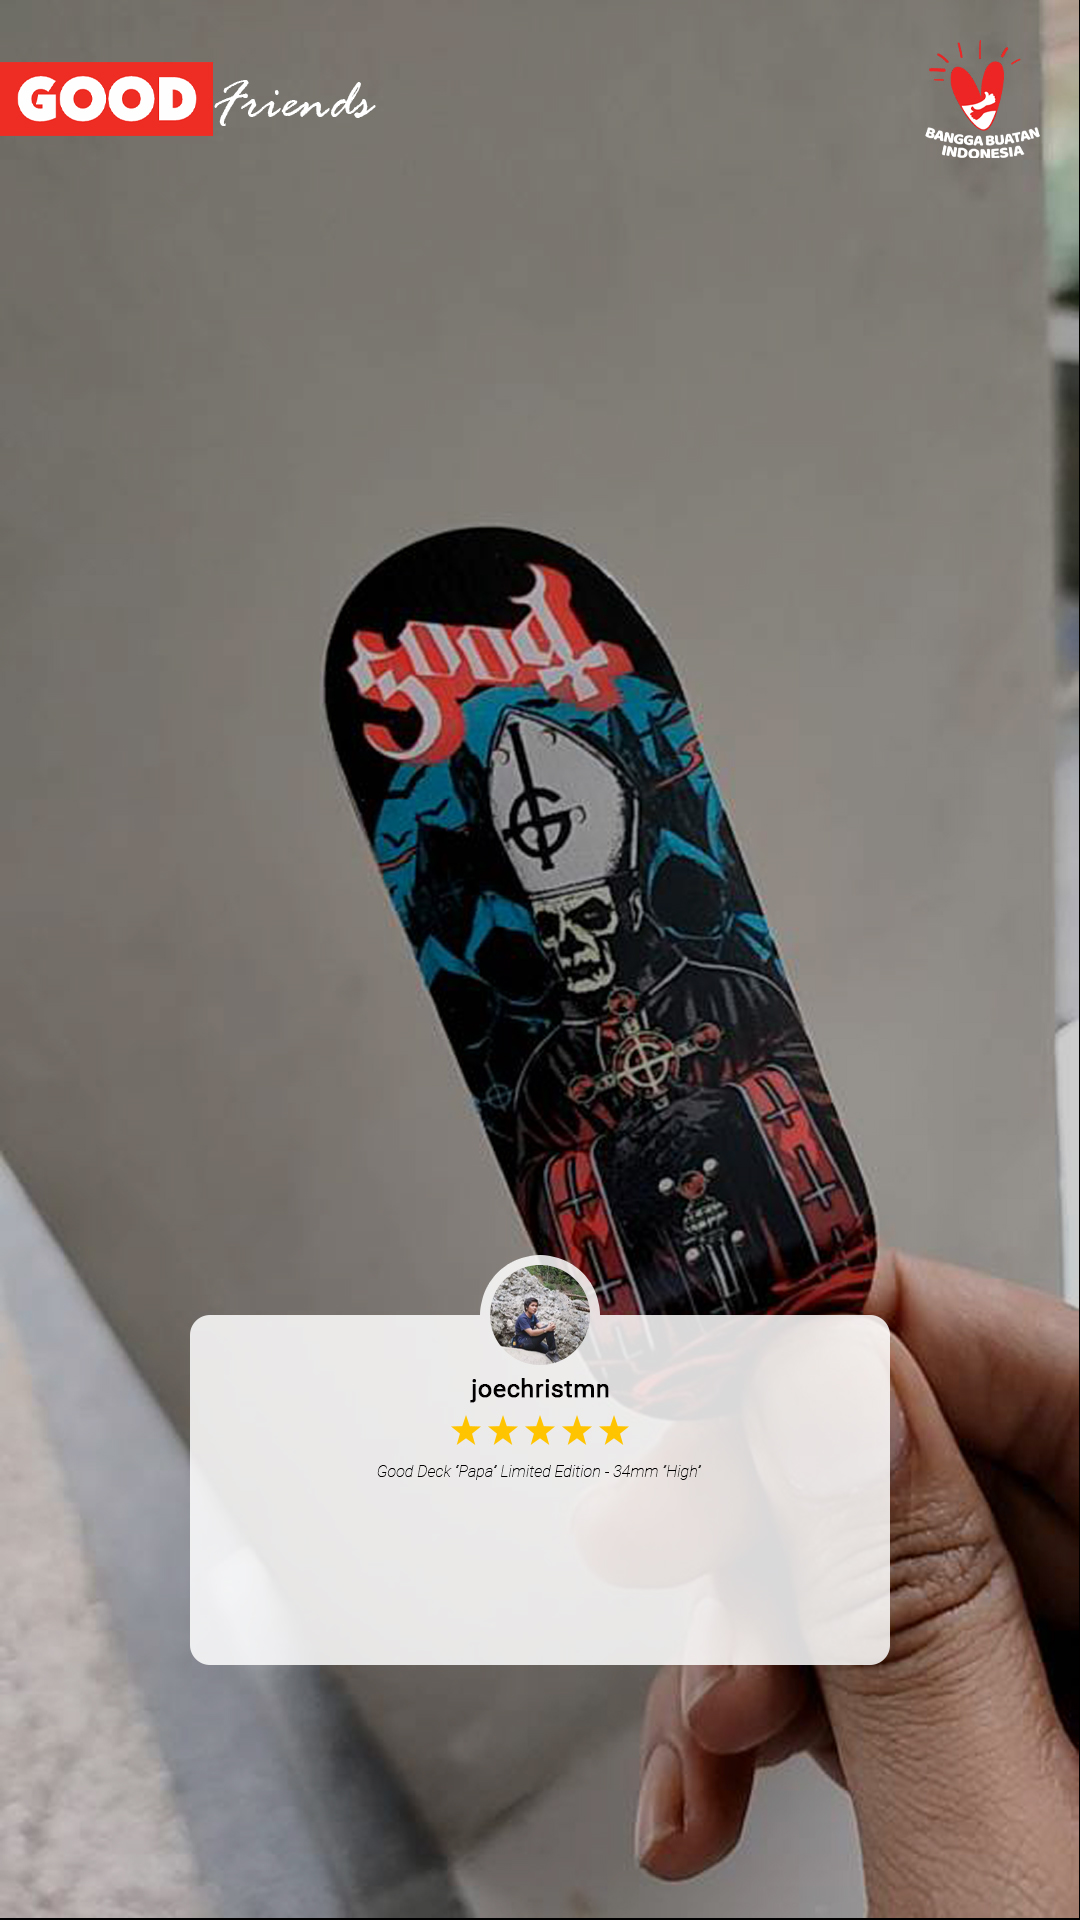 GOOD Friends
BANGGA BUATAN
INDONESIA
Good
joechristmn
Good Deck "Papa" Limited Edition - 34mm "High"